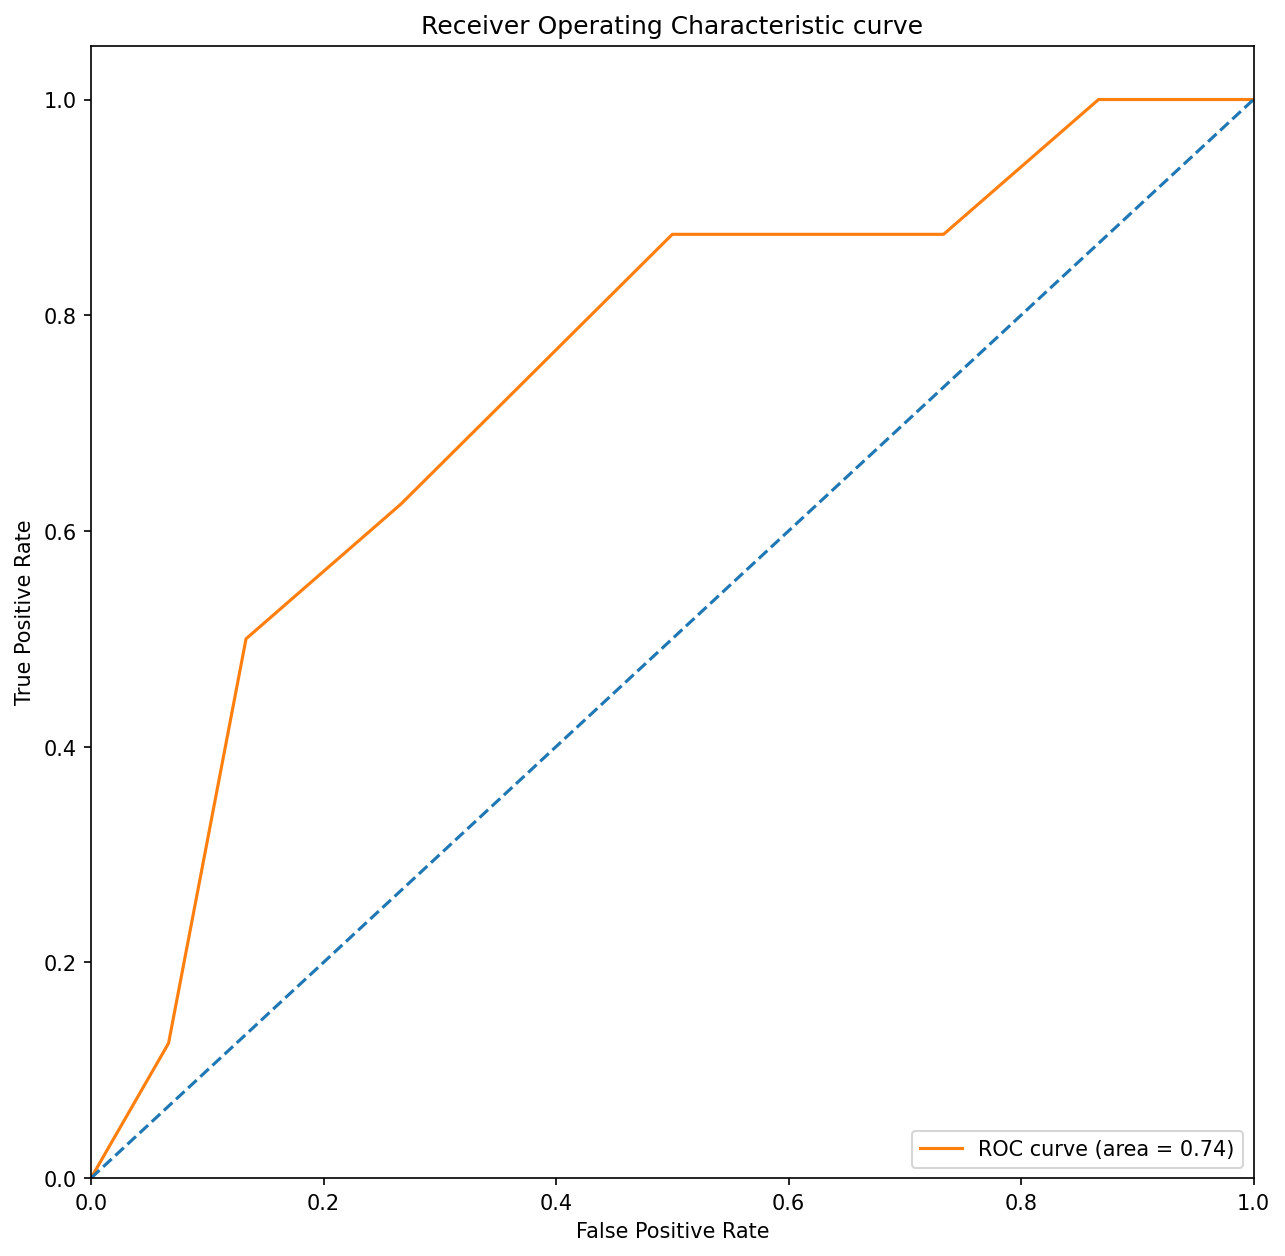 Receiver Operating Characteristic curve
1.0
0.8
0.6
0.4
0.2
0.0
True Positive Rate
ROC curve (area = 0.74)
0.0 0.2 0.4 0.6 0.8 1.0
False Positive Rate